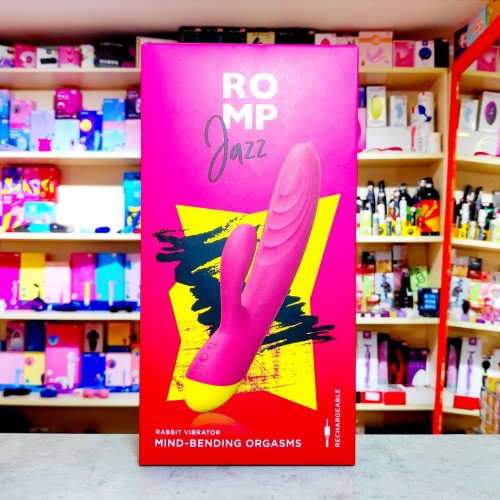 RO
MP
Jazz
RABBIT VIBRATOR
MIND-BENDING ORGASMS
RECHARGEABLE